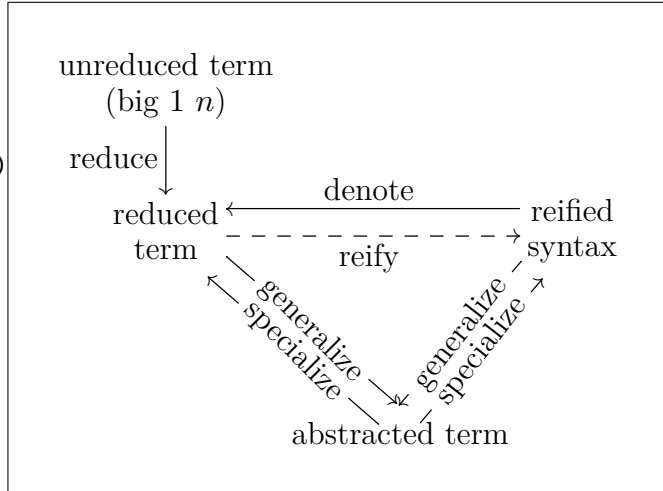 unreduced term
(big 1 n)
reduce
)
denote
reduced
term
reified
syntax
reify
generalize
specialize
generalize
specialize
abstracted term